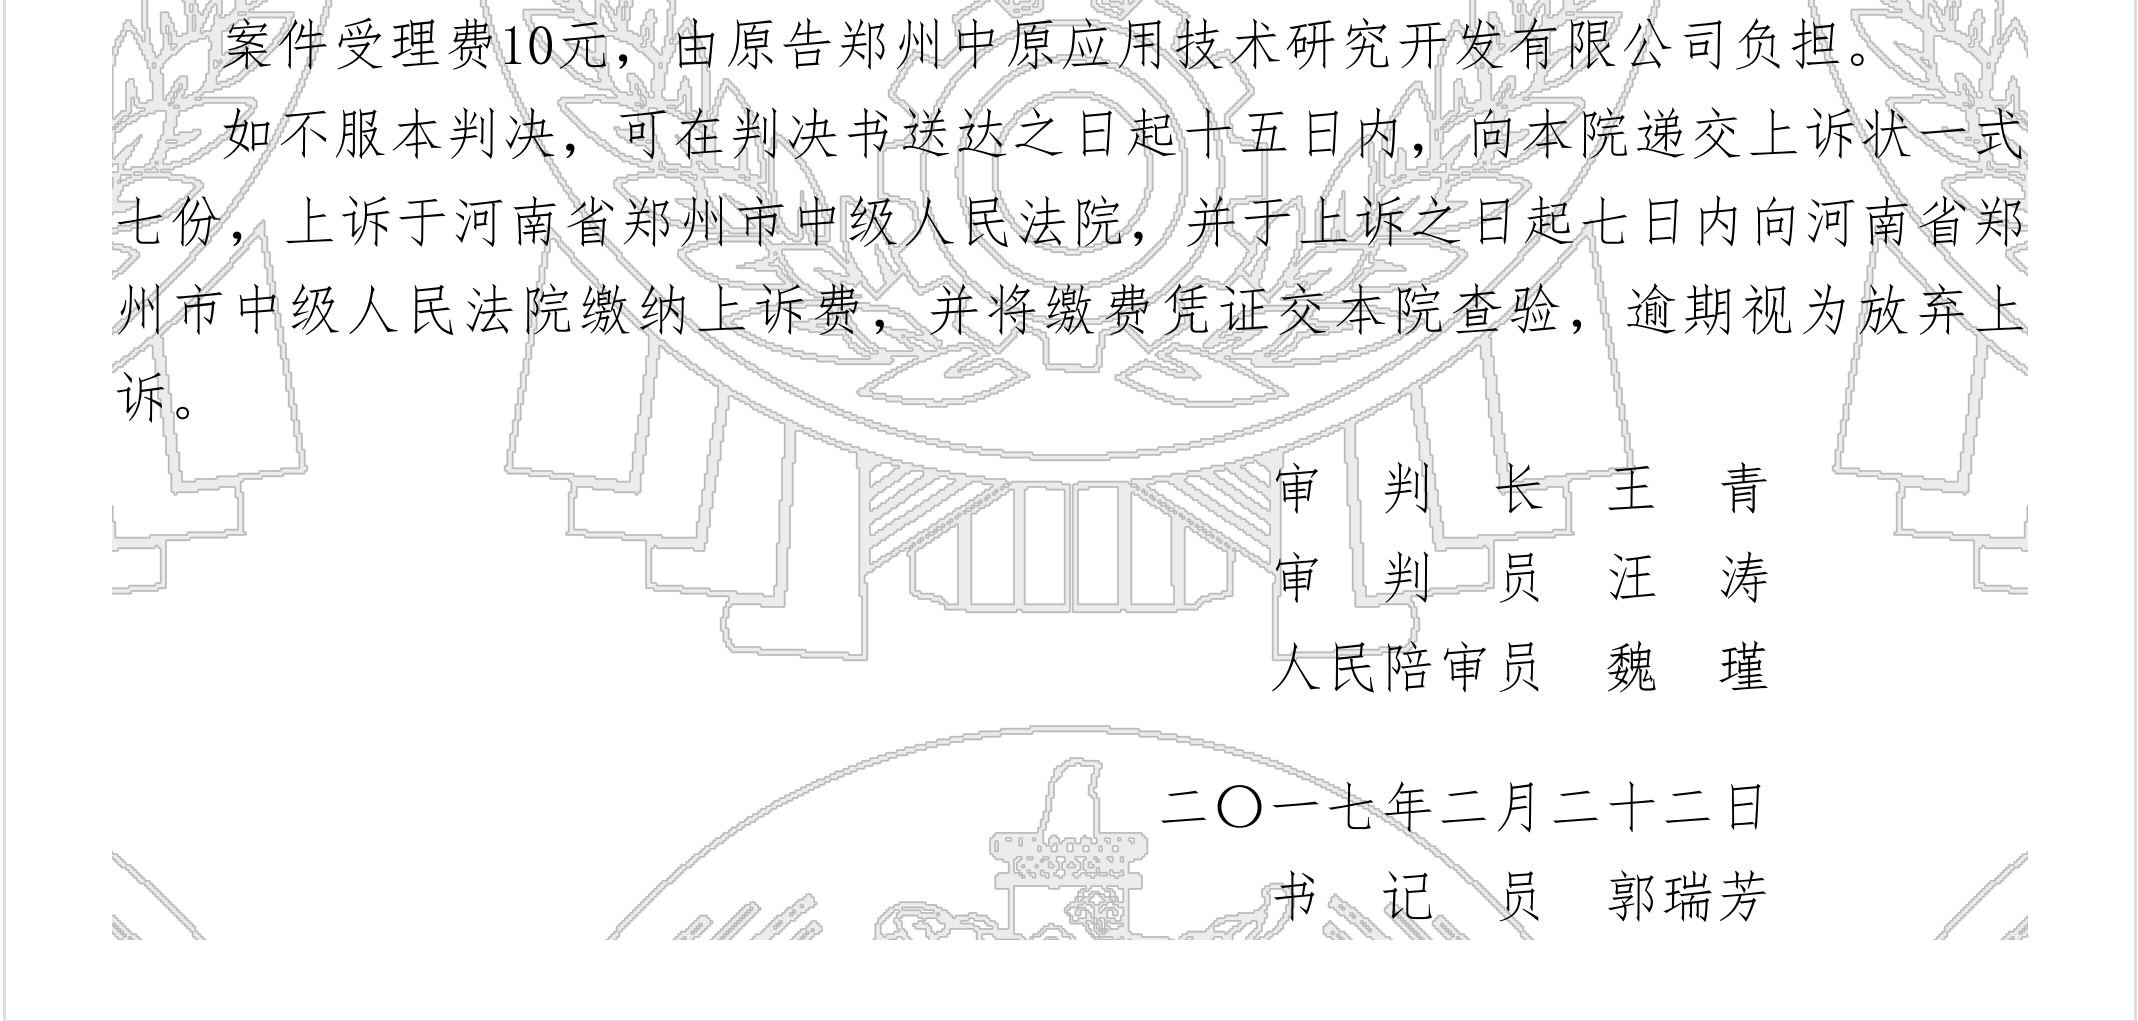 案件受理费10元，由原告郑州中原应用技术研究开发有限公司负担。
如不服本判决，可在判决书送达之日起十五日内，向本院递交上诉状一式
七份，上诉于河南省郑州市中级人民法院，并于上诉之日起七日内向河南省郑
州市中级人民法院缴纳上诉费，并将缴费凭证交本院查验，逾期视为放弃上
诉。
审　判　长　王　青
审　判　员　汪　涛
人民陪审员　魏　瑾
二〇一七年二月二十二日
书　记　员　郭瑞芳